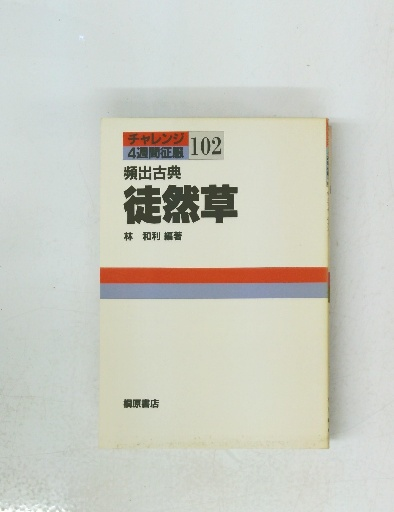 チャレンジ
4週間征服
102
頻出古典
徒然草
林 和利 編著
桐原書店